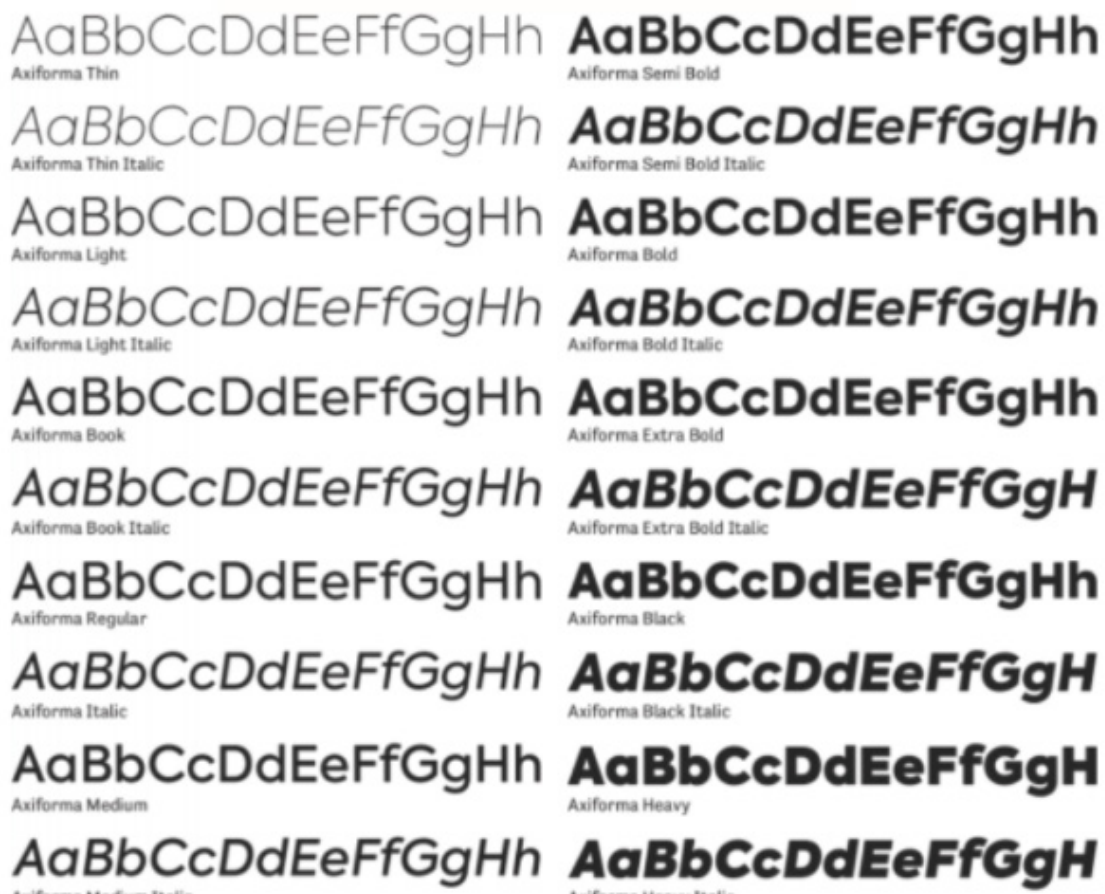 AaBbCcDdEeFfGgHh
Axiforma Thin
AaBbCcDdEeFfGgHh
Axiforma Thin Italic
AaBbCcDdEeFfGgHh
Axiforma Light
AaBbCcDdEeFfGgHh
Axiforma Light Italic
AaBbCcDdEeFfGgHh
Axiforma Book
AaBbCcDdEeFfGgHh
Axiforma Book Italic
AaBbCcDdEeFfGgHh
Axiforma Regular
AaBbCcDdEeFfGgHh
Axiforma Italic
AaBbCcDdEeFfGgHh
Axiforma Medium
AaBbCcDdEeFfGgHh
AaBbCcDdEeFfGgHh
Axiforma Semi Bold
AaBbCcDdEeFfGgHh
Axiforma Semi Bold Italic
AaBbCcDdEeFfGgHh
Axiforma Bold
AaBbCcDdEeFfGgHh
Axiforma Bold Italic
AaBbCcDdEeFfGgHh
Axiforma Extra Bold
AaBbCcDdEeFfGgH
Axiforma Extra Bold Italic
AaBbCcDdEeFfGgHh
Axiforma Black
AaBbCcDdEeFfGgH
Axiforma Black Italic
AaBbCcDdEeFfGgH
Axiforma Heavy
AaBbCcDdEeFfGgH